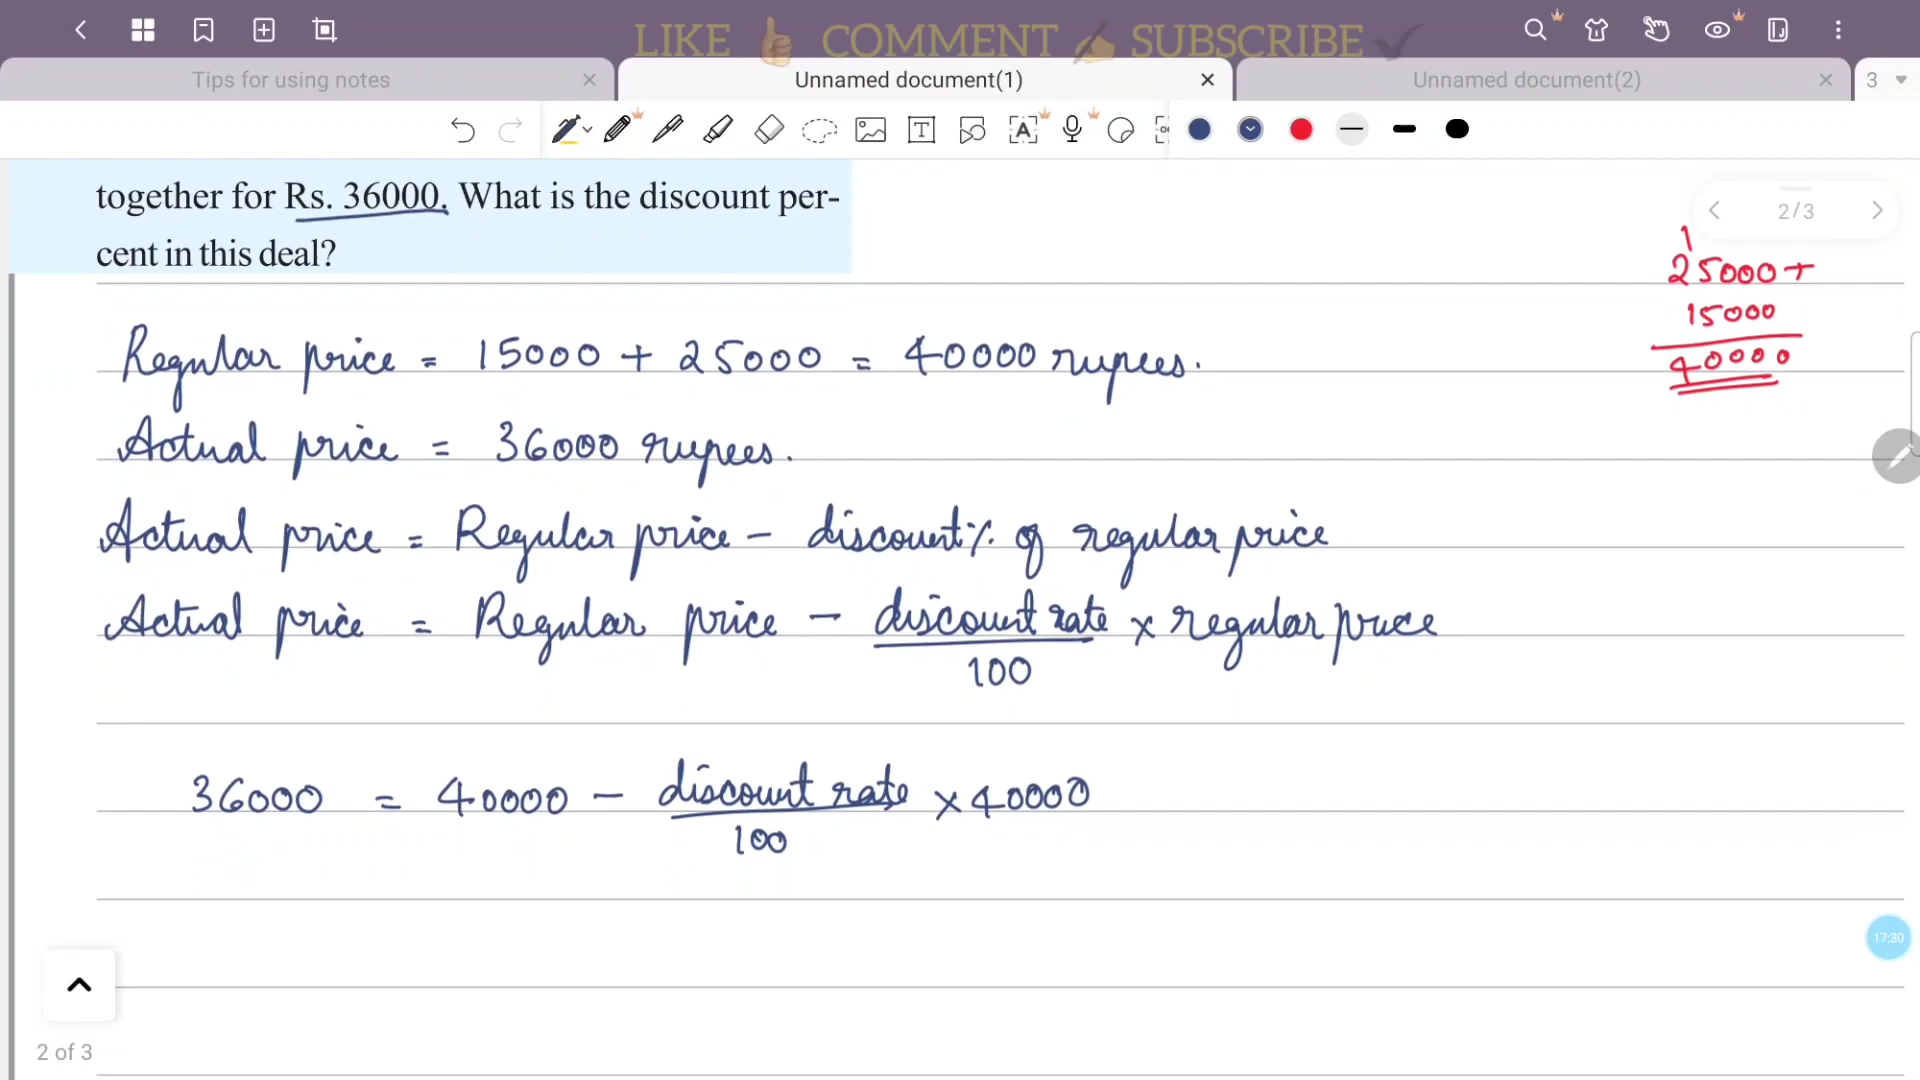 LIKE 👍 COMMENT ✍ SUBSCRIBE ✓
Tips for using notes
Unnamed document(1)
Unnamed document(2)
3
together for Rs. 36000. What is the discount per-
cent in this deal?
2/3
1
25000+
15000
40000
Regular price = 15000 + 25000 = 40000 rupees.
Actual price = 36000 rupees.
Actual price = Regular price – discount% of regular price
Actual price = Regular price – discount rate/100 × regular price
36000 = 40000 – discount rate/100 × 40000
17:30
2 of 3